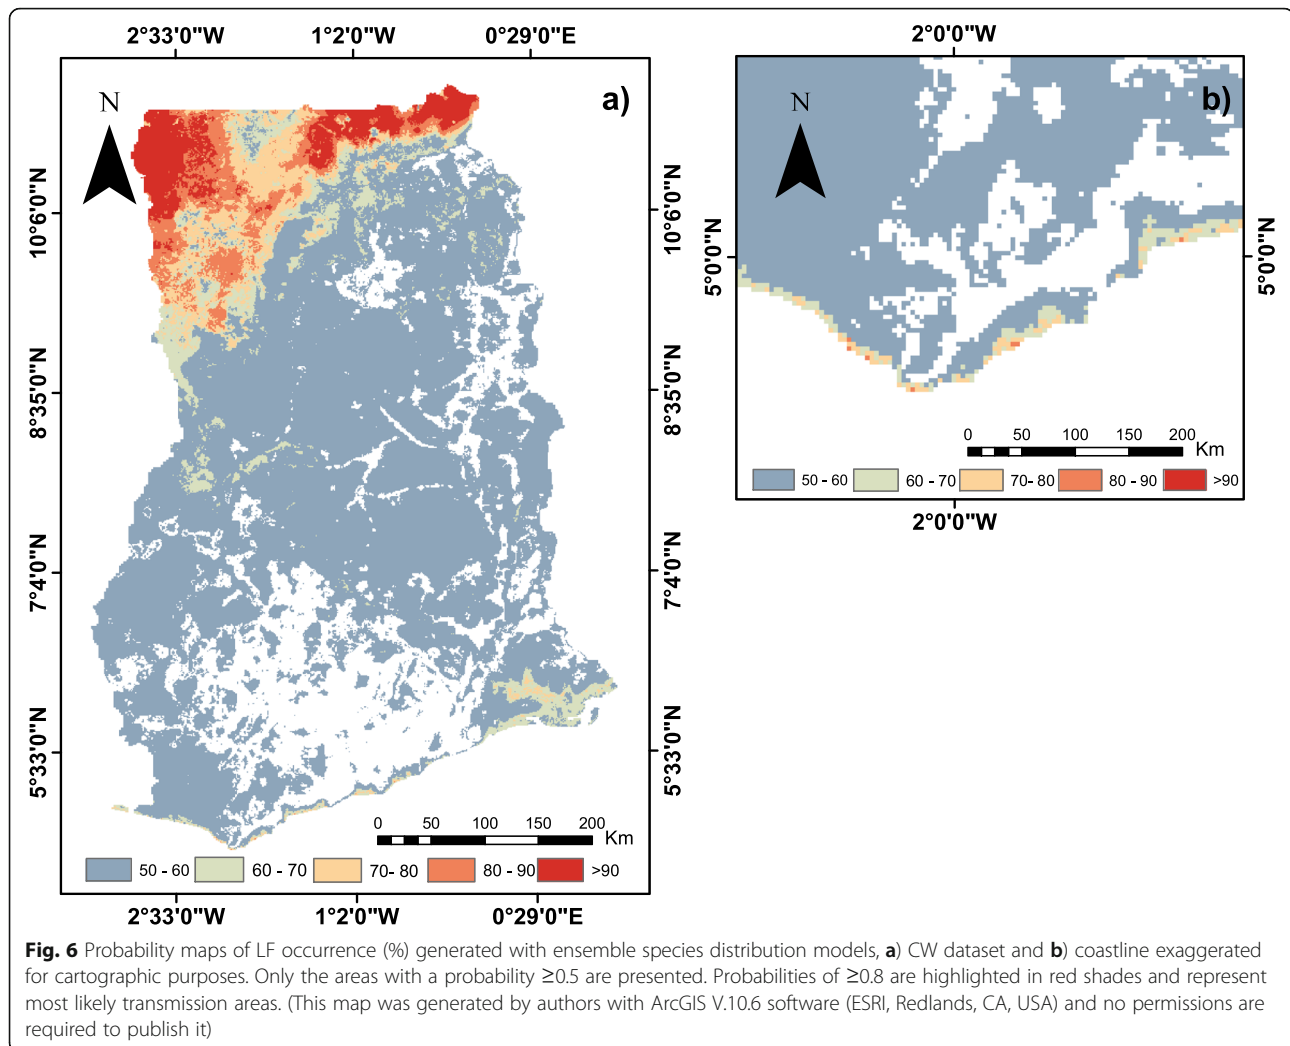 2°33'0"W 1°2'0"W 0°29'0"E
a)
N
10°6'0"N
8°35'0"N
7°4'0"N
5°33'0"N
10°6'0"N
8°35'0"N
7°4'0"N
5°33'0"N
0 50 100 150 200
Km
50 - 60 60 - 70 70- 80 80 - 90 >90
2°33'0"W 1°2'0"W 0°29'0"E
2°0'0"W
b)
N
5°0'0"N
5°0'0"N
0 50 100 150 200
Km
50 - 60 60 - 70 70- 80 80 - 90 >90
2°0'0"W
Fig. 6 Probability maps of LF occurrence (%) generated with ensemble species distribution models, a) CW dataset and b) coastline exaggerated
for cartographic purposes. Only the areas with a probability ≥0.5 are presented. Probabilities of ≥0.8 are highlighted in red shades and represent
most likely transmission areas. (This map was generated by authors with ArcGIS V.10.6 software (ESRI, Redlands, CA, USA) and no permissions are
required to publish it)